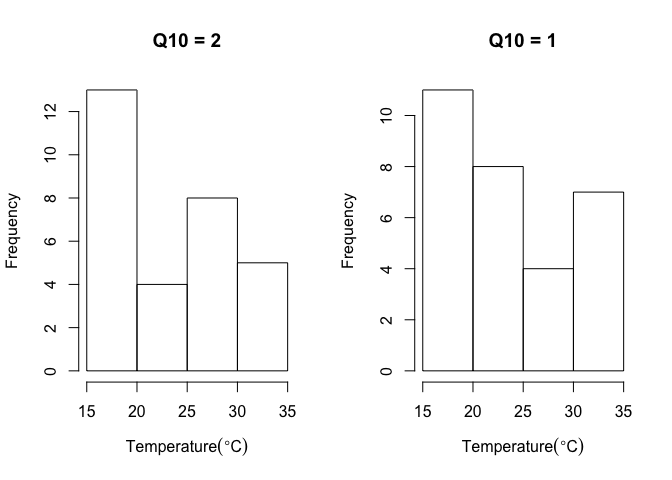 Q10 = 2
Frequency
0 2 4 6 8 10 12
15 20 25 30 35
Temperature(°C)
Q10 = 1
Frequency
0 2 4 6 8 10
15 20 25 30 35
Temperature(°C)